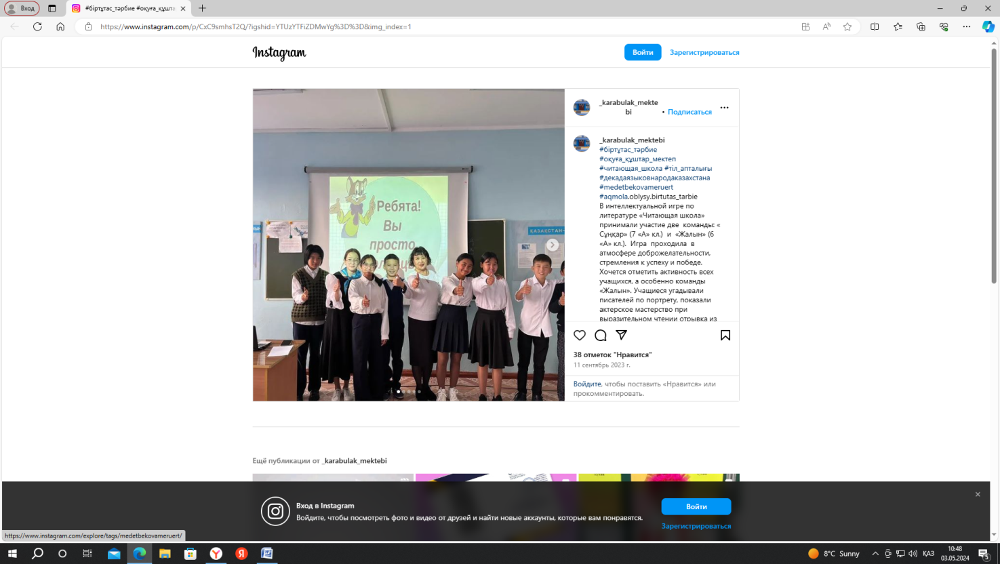 Вход
#біртұтас_тәрбие #оқуға_құшта
https://www.instagram.com/p/CxC9smhsT2Q/?igshid=YTUzYTFiZDMwYg%3D%3D&img_index=1
Instagram
Войти
Зарегистрироваться
_karabulak_mekte
bi
• Подписаться
_karabulak_mektebi
#біртұтас_тәрбие
#оқуға_құштар_мектеп
#читающая_школа #тіл_апталығы
#декадаязыковнародаказахстана
#medetbekovameruert
#aqmola.oblysy.birtutas_tarbie
В интеллектуальной игре по
литературе «Читающая школа»
принимали участие две команды: «
Сұңқар» (7 «А» кл.) и «Жалын» (6
«А» кл.). Игра проходила в
атмосфере доброжелательности,
стремления к успеху и победе.
Хочется отметить активность всех
учащихся, а особенно команды
«Жалын». Учащиеся угадывали
писателей по портрету, показали
актерское мастерство при
выразительном чтении отрывка из
Ребята!
Вы
просто
ҚАЗАҚСТАН-
38 отметок "Нравится"
11 сентябрь 2023 г.
Войдите, чтобы поставить «Нравится» или
прокомментировать.
Ещё публикации от _karabulak_mektebi
Вход в Instagram
Войдите, чтобы посмотреть фото и видео от друзей и найти новые аккаунты, которые вам понравятся.
Войти
Зарегистрироваться
https://www.instagram.com/explore/tags/medetbekovameruert/
8°C Sunny
ҚАЗ
10:48
03.05.2024
5